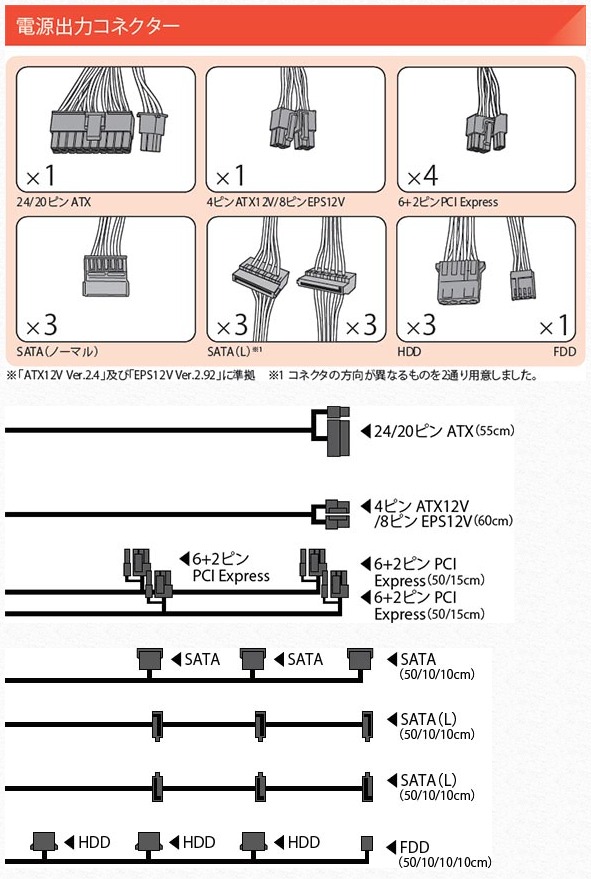 電源出力コネクター
×1
×1
×4
24/20ピン ATX
4ピンATX12V/8ピンEPS12V
6+2ピンPCI Express
×3
×3
×3
×3
×1
SATA(ノーマル)
SATA(L)※1
HDD
FDD
※「ATX12V Ver.2.4」及び「EPS12V Ver.2.92」に準拠
※1 コネクタの方向が異なるものを2通り用意しました。
◀24/20ピン ATX(55cm)
◀4ピン ATX12V
/8ピン EPS12V(60cm)
◀6+2ピン
PCI Express
◀6+2ピン PCI
Express(50/15cm)
◀6+2ピン PCI
Express(50/15cm)
◀SATA
◀SATA
◀SATA
(50/10/10cm)
◀SATA(L)
(50/10/10cm)
◀SATA(L)
(50/10/10cm)
◀HDD
◀HDD
◀HDD
◀FDD
(50/10/10/10cm)